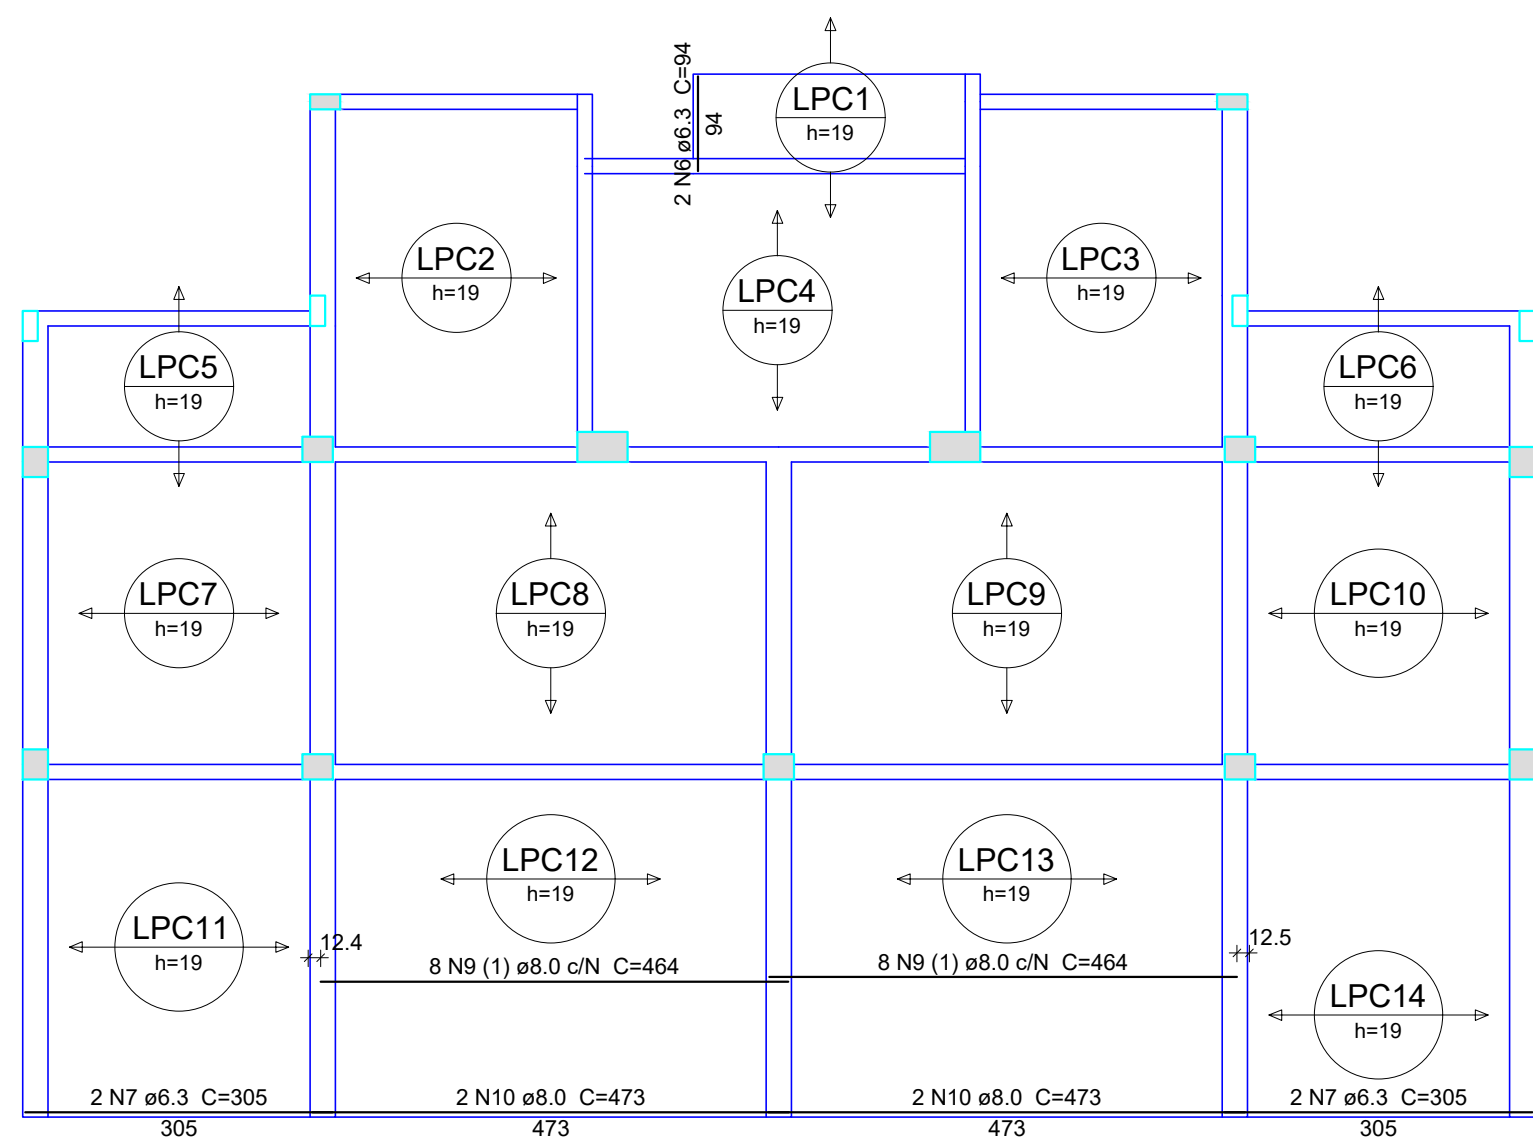 2 N6 ø6.3  C=94
94
LPC1
h=19
LPC2
h=19
LPC3
h=19
LPC4
h=19
LPC5
h=19
LPC6
h=19
LPC7
h=19
LPC8
h=19
LPC9
h=19
LPC10
h=19
LPC12
h=19
LPC13
h=19
LPC11
h=19
12.4
12.5
8 N9 (1) ø8.0 c/N  C=464
8 N9 (1) ø8.0 c/N  C=464
LPC14
h=19
2 N7 ø6.3  C=305
2 N10 ø8.0  C=473
2 N10 ø8.0  C=473
2 N7 ø6.3  C=305
305
473
473
305